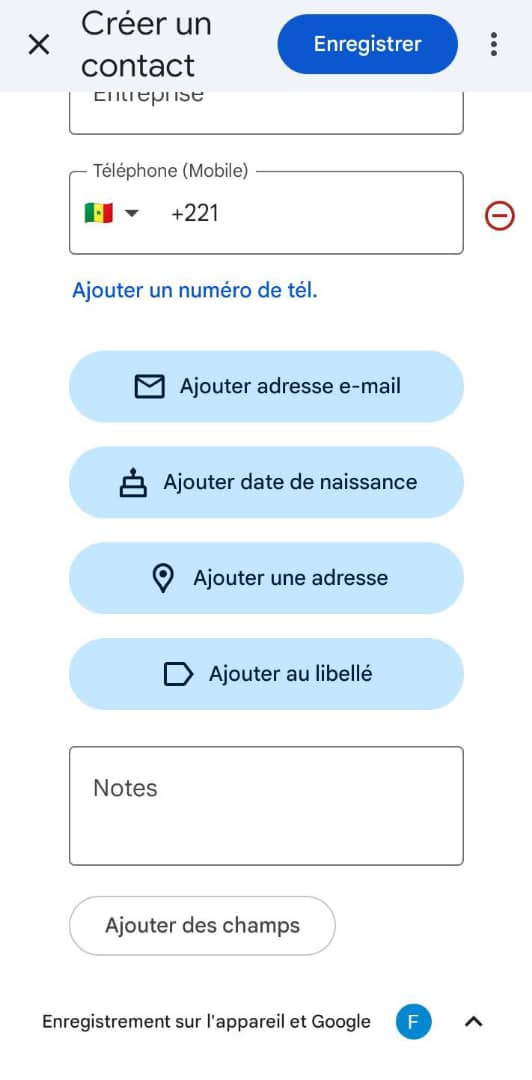 Créer un
contact
Enregistrer
Entreprise
Téléphone (Mobile)
+221
Ajouter un numéro de tél.
Ajouter adresse e-mail
Ajouter date de naissance
Ajouter une adresse
Ajouter au libellé
Notes
Ajouter des champs
Enregistrement sur l'appareil et Google F